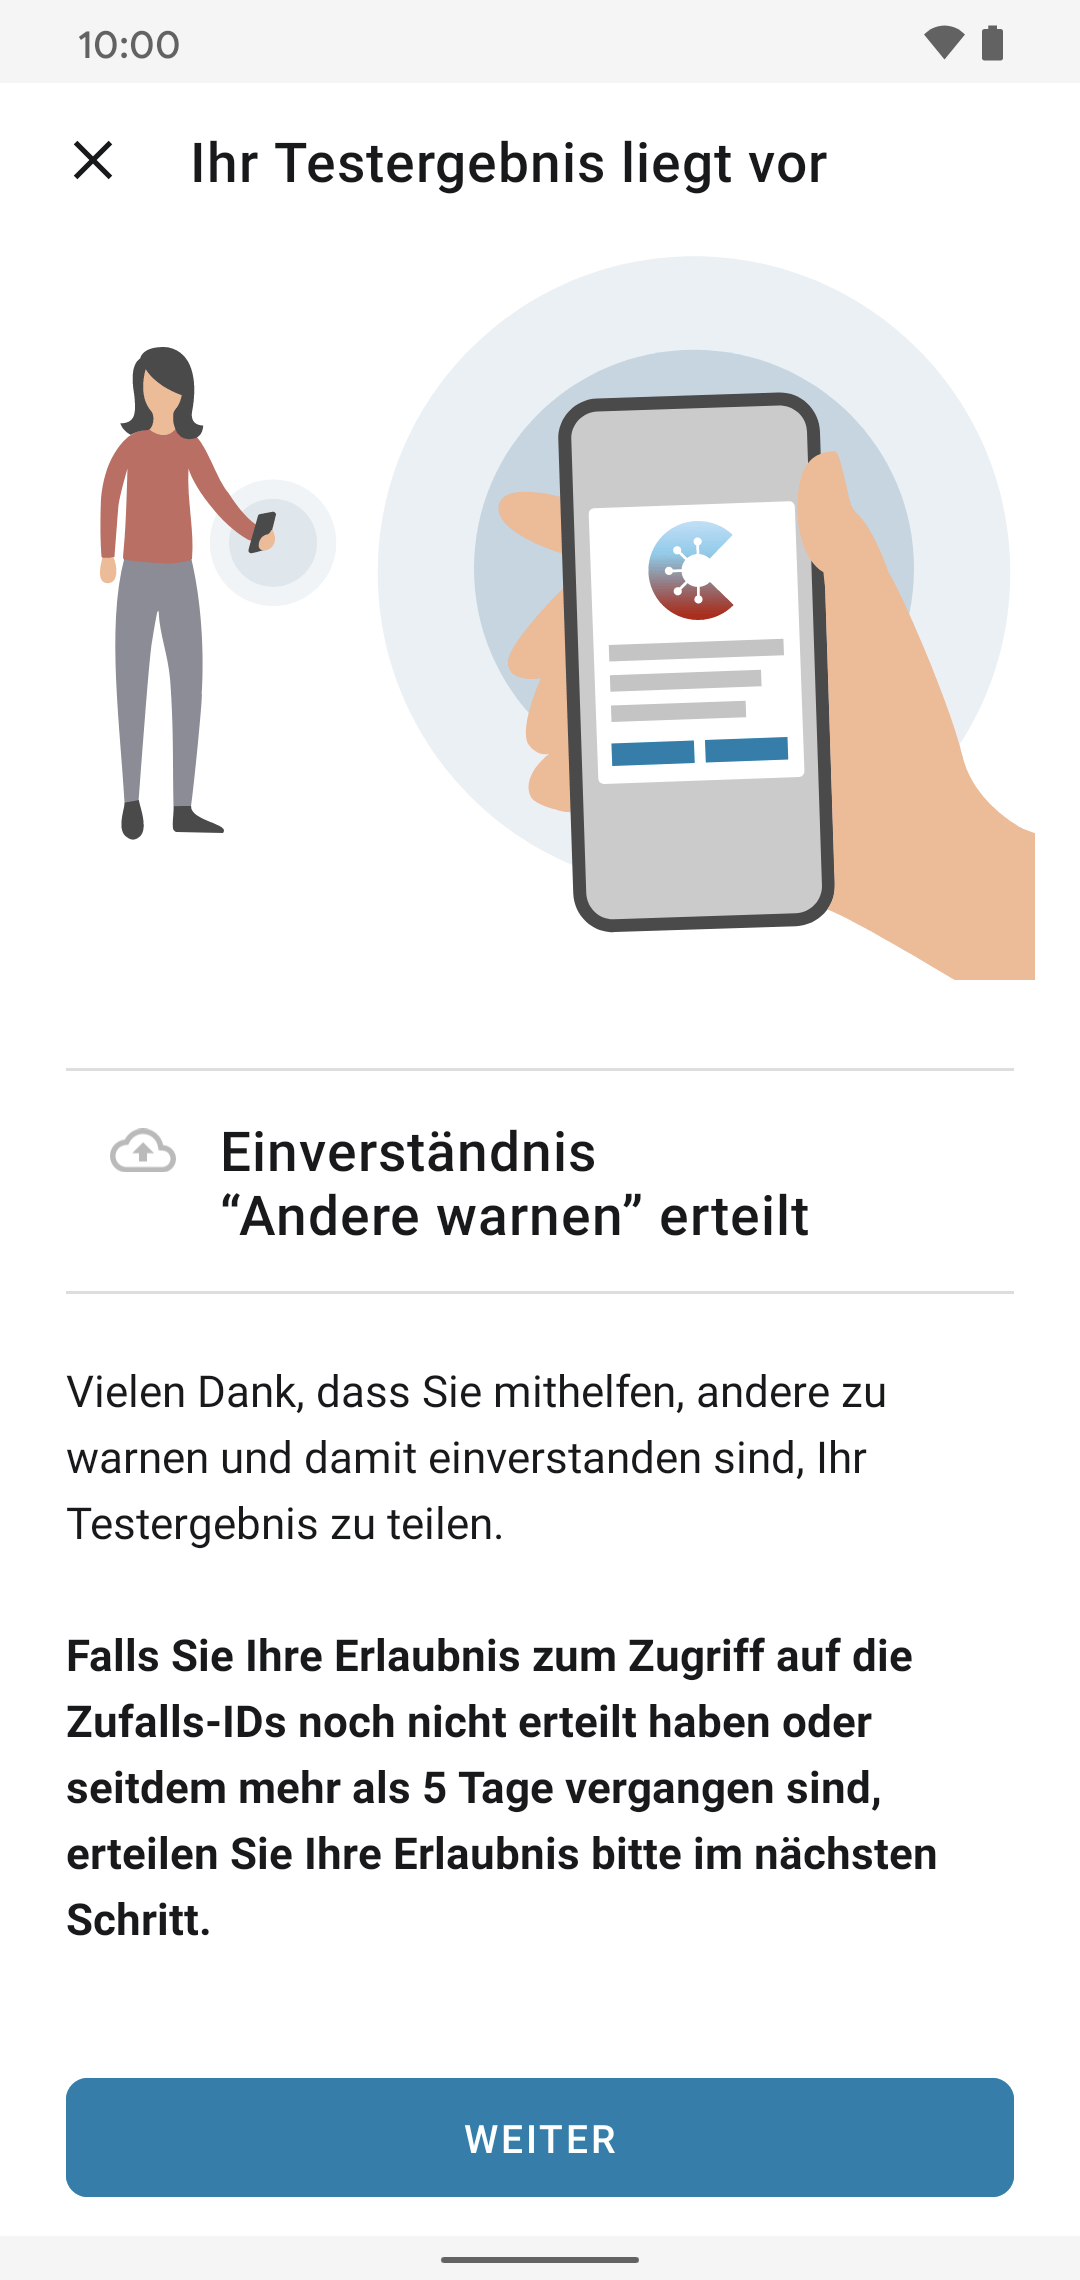 10:00
Ihr Testergebnis liegt vor
Einverständnis
“Andere warnen” erteilt
Vielen Dank, dass Sie mithelfen, andere zu
warnen und damit einverstanden sind, Ihr
Testergebnis zu teilen.
Falls Sie Ihre Erlaubnis zum Zugriff auf die
Zufalls-IDs noch nicht erteilt haben oder
seitdem mehr als 5 Tage vergangen sind,
erteilen Sie Ihre Erlaubnis bitte im nächsten
Schritt.
WEITER